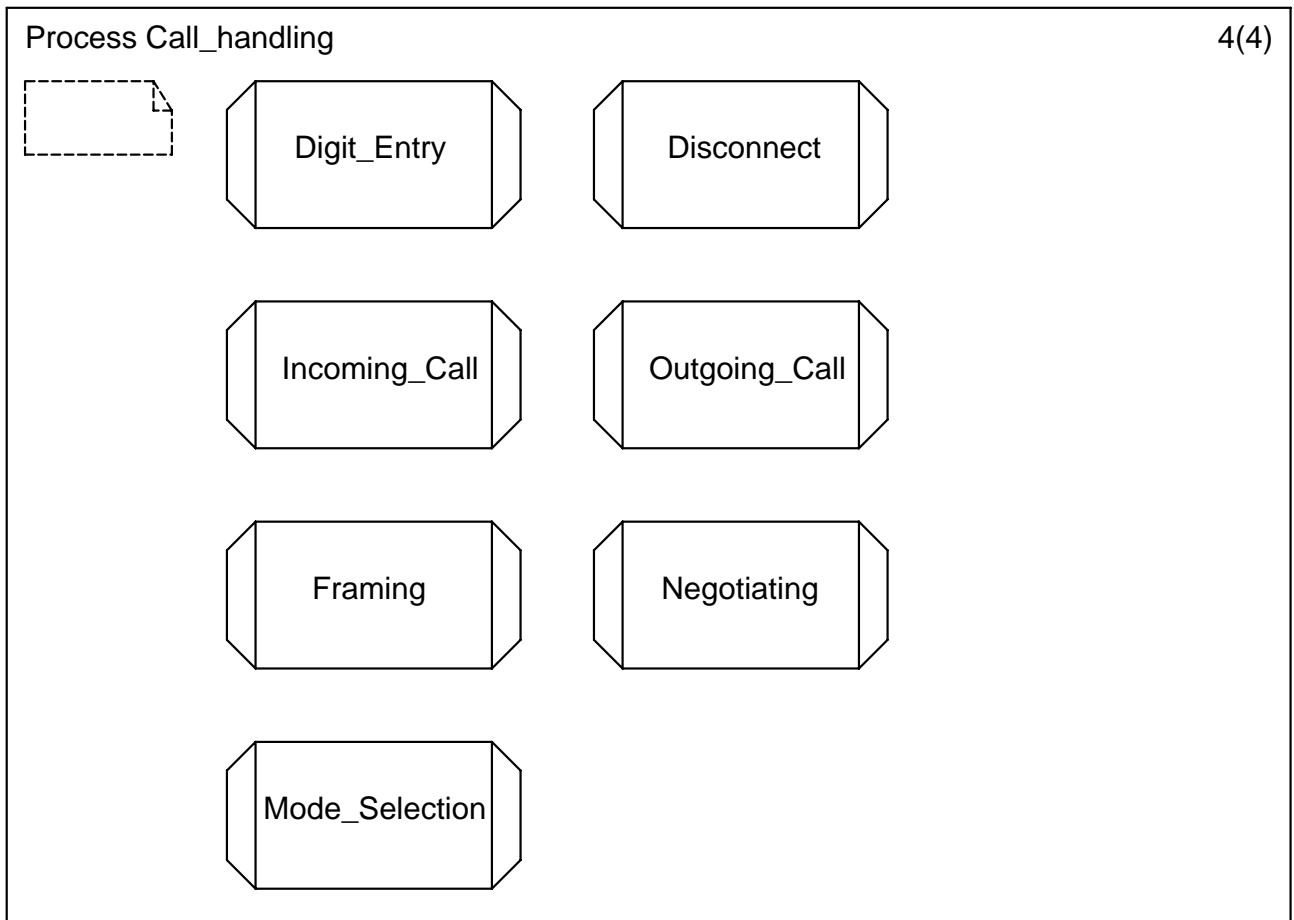 Process Call_handling
4(4)
Digit_Entry
Disconnect
Incoming_Call
Outgoing_Call
Framing
Negotiating
Mode_Selection